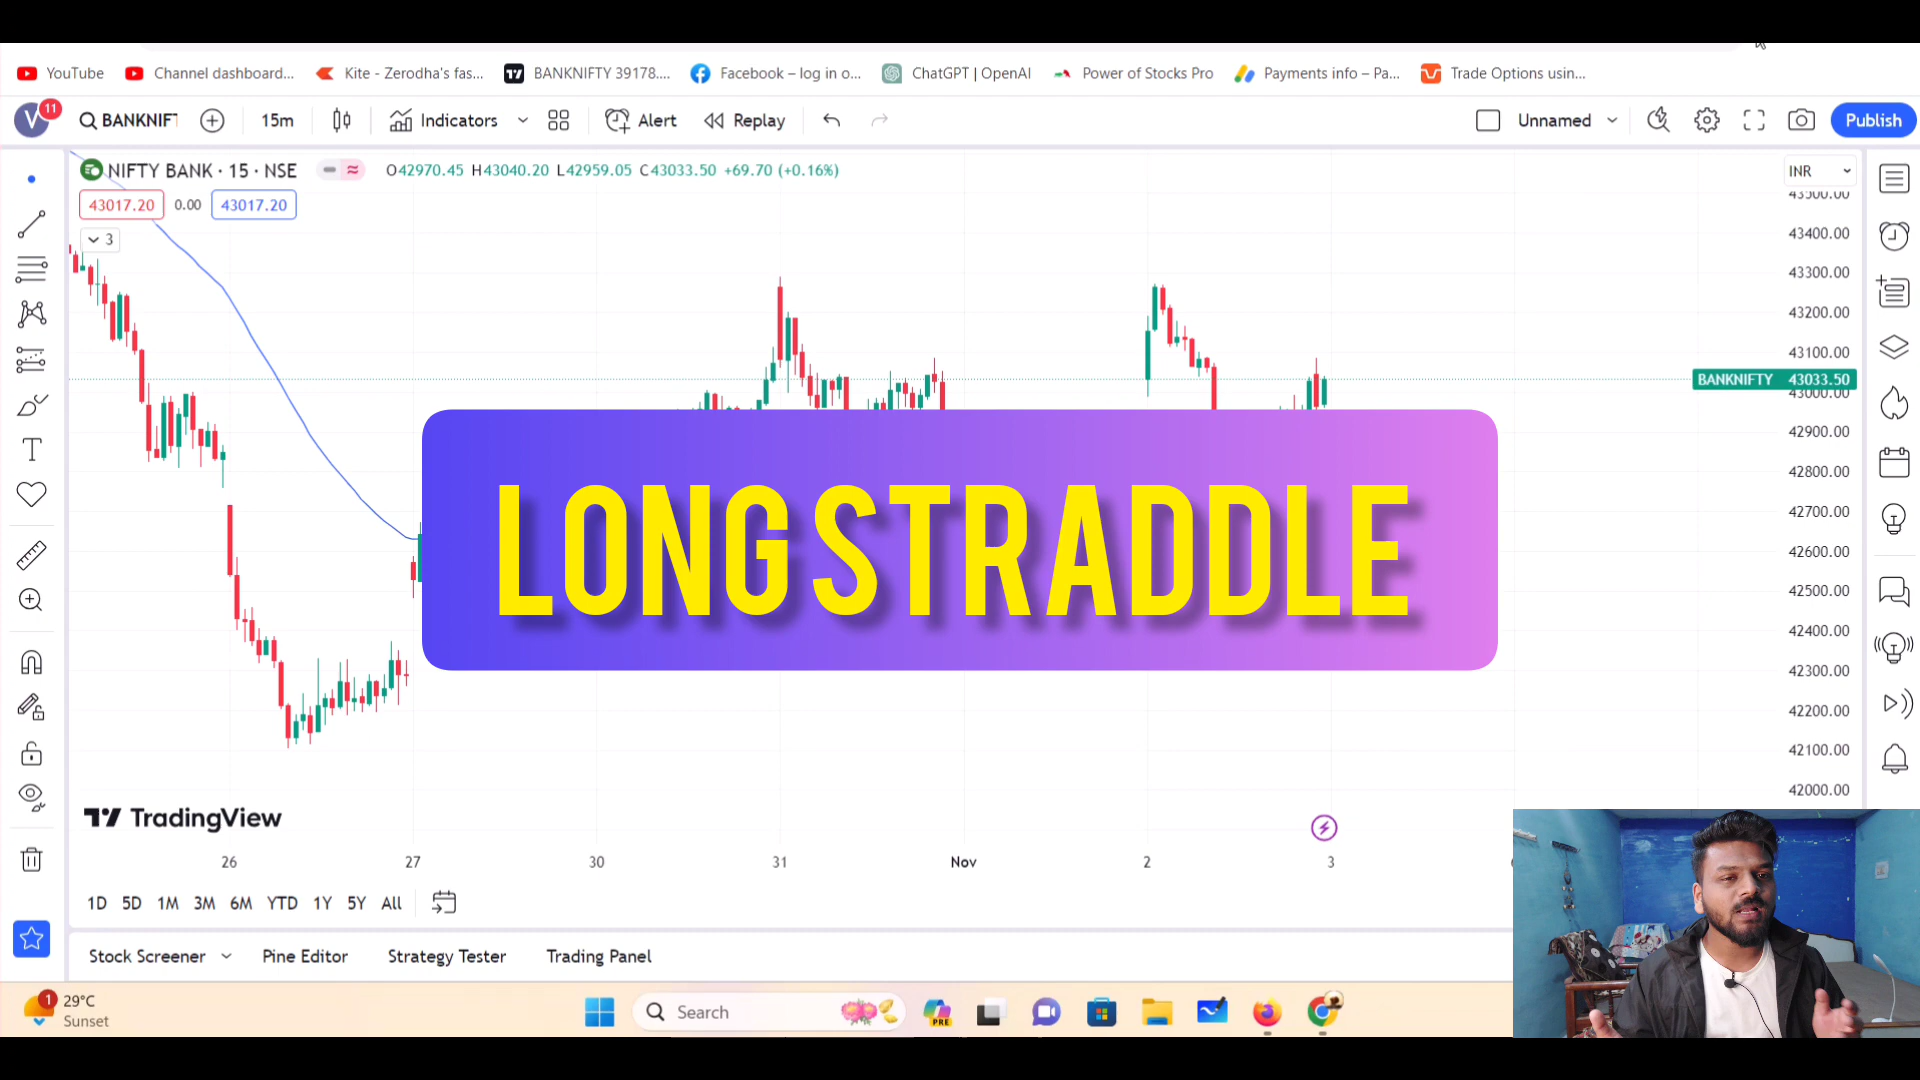 YouTube Channel dashboard... Kite - Zerodha's fas... BANKNIFTY 39178.... Facebook – log in o... ChatGPT | OpenAI Power of Stocks Pro Payments info – Pa... Trade Options usin...
V 11 BANKNIFT 15m Indicators Alert Replay Unnamed Publish
NIFTY BANK · 15 · NSE O42970.45 H43040.20 L42959.05 C43033.50 +69.70 (+0.16%) INR
43017.20 0.00 43017.20
43500.00
3
43400.00
43300.00
43200.00
43100.00
BANKNIFTY 43033.50
43000.00
42900.00
LONG STRADDLE
42800.00
42700.00
42600.00
42500.00
42400.00
42300.00
42200.00
42100.00
42000.00
TradingView
26 27 30 31 Nov 2 3
1D 5D 1M 3M 6M YTD 1Y 5Y All
Stock Screener Pine Editor Strategy Tester Trading Panel
1 29°C
Sunset
Search
PRE